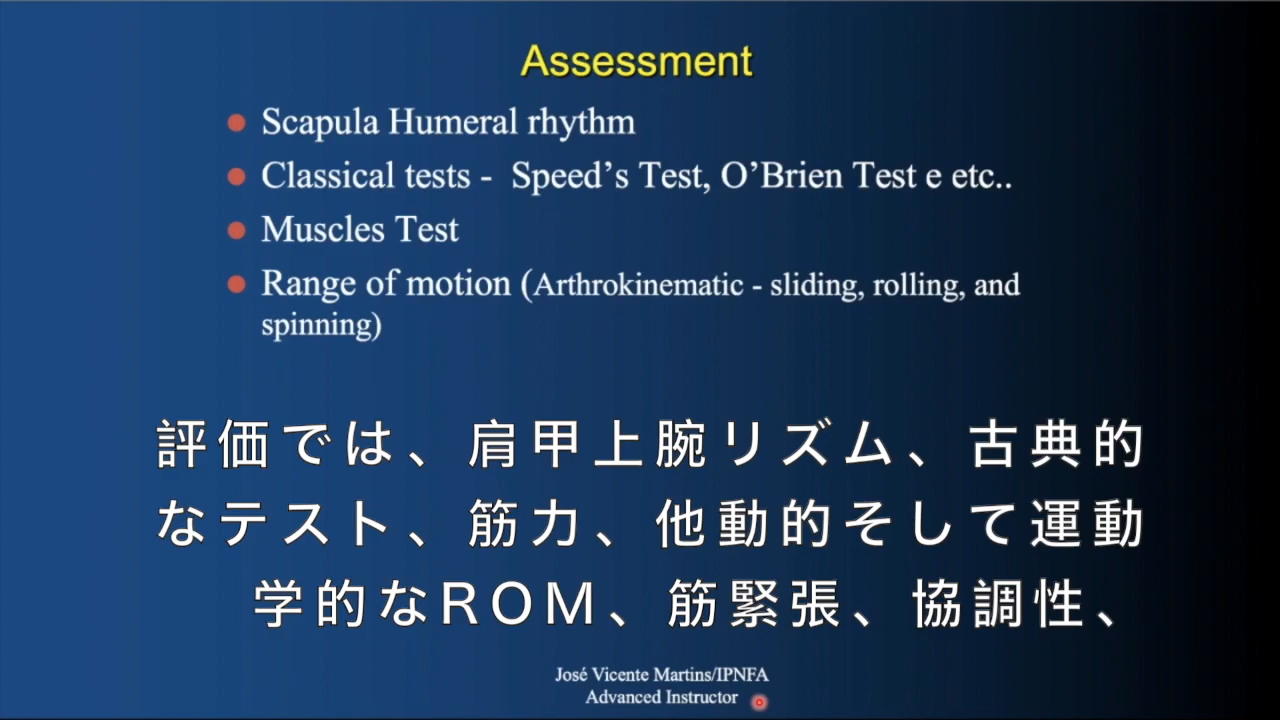 Assessment
Scapula Humeral rhythm
Classical tests - Speed's Test, O'Brien Test e etc..
Muscles Test
Range of motion (Arthrokinematic - sliding, rolling, and
spinning)
評価では、肩甲上腕リズム、古典的
なテスト、筋力、他動的そして運動
学的なROM、筋緊張、協調性、
José Vicente Martins/IPNFA
Advanced Instructor